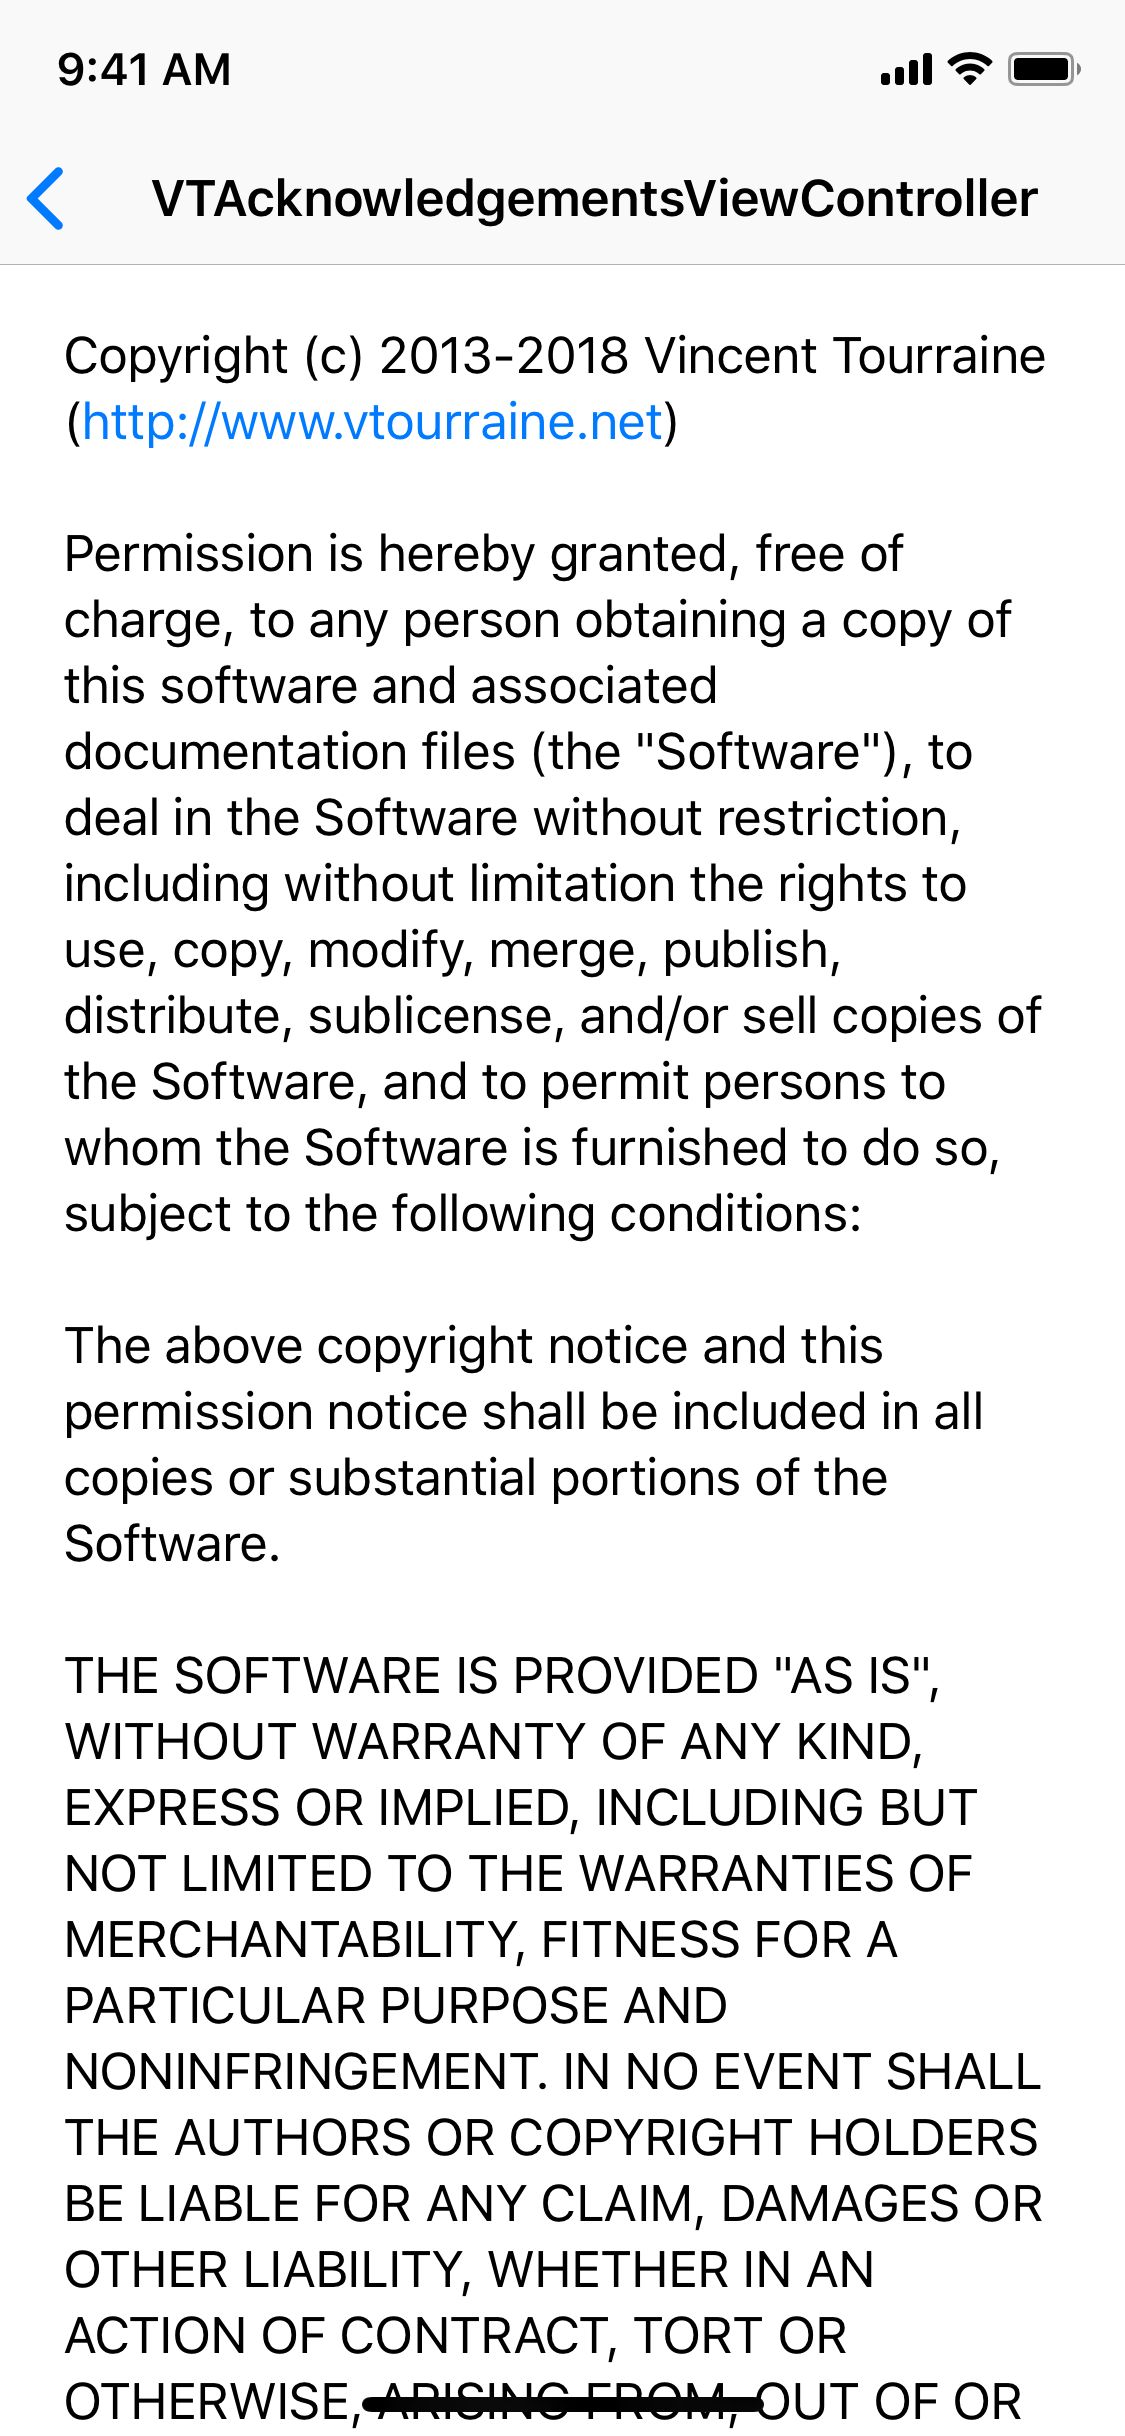 9:41 AM
VTAcknowledgementsViewController
Copyright (c) 2013-2018 Vincent Tourraine
(http://www.vtourraine.net)
Permission is hereby granted, free of
charge, to any person obtaining a copy of
this software and associated
documentation files (the "Software"), to
deal in the Software without restriction,
including without limitation the rights to
use, copy, modify, merge, publish,
distribute, sublicense, and/or sell copies of
the Software, and to permit persons to
whom the Software is furnished to do so,
subject to the following conditions:
The above copyright notice and this
permission notice shall be included in all
copies or substantial portions of the
Software.
THE SOFTWARE IS PROVIDED "AS IS",
WITHOUT WARRANTY OF ANY KIND,
EXPRESS OR IMPLIED, INCLUDING BUT
NOT LIMITED TO THE WARRANTIES OF
MERCHANTABILITY, FITNESS FOR A
PARTICULAR PURPOSE AND
NONINFRINGEMENT. IN NO EVENT SHALL
THE AUTHORS OR COPYRIGHT HOLDERS
BE LIABLE FOR ANY CLAIM, DAMAGES OR
OTHER LIABILITY, WHETHER IN AN
ACTION OF CONTRACT, TORT OR
OTHERWISE, ARISING FROM, OUT OF OR